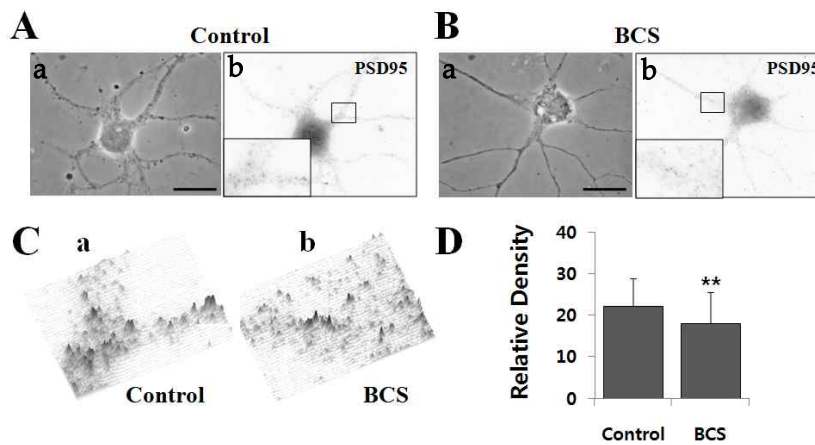 A
Control
a
b
PSD95
B
BCS
a
b
PSD95
C
a
b
Control
BCS
D
Relative Density
40
30
20
10
0
**
Control
BCS